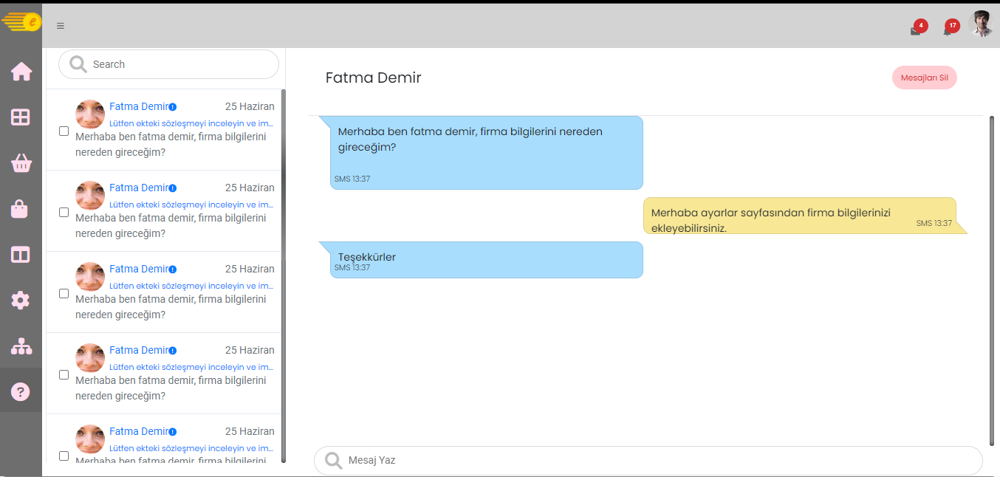 e
4
17
Search
Fatma Demir
25 Haziran
Lütfen ekteki sözleşmeyi inceleyin ve im...
Merhaba ben fatma demir, firma bilgilerini
nereden gireceğim?
Fatma Demir
25 Haziran
Lütfen ekteki sözleşmeyi inceleyin ve im...
Merhaba ben fatma demir, firma bilgilerini
nereden gireceğim?
Fatma Demir
25 Haziran
Lütfen ekteki sözleşmeyi inceleyin ve im...
Merhaba ben fatma demir, firma bilgilerini
nereden gireceğim?
Fatma Demir
25 Haziran
Lütfen ekteki sözleşmeyi inceleyin ve im...
Merhaba ben fatma demir, firma bilgilerini
nereden gireceğim?
Fatma Demir
25 Haziran
Lütfen ekteki sözleşmeyi inceleyin ve im...
Merhaba ben fatma demir, firma bilgilerini
Fatma Demir
Mesajları Sil
Merhaba ben fatma demir, firma bilgilerini nereden
gireceğim?
SMS 13:37
Merhaba ayarlar sayfasından firma bilgilerinizi
ekleyebilirsiniz.
SMS 13:37
Teşekkürler
SMS 13:37
Mesaj Yaz